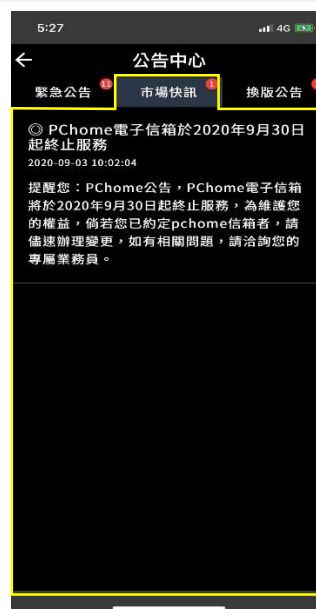 5:27
4G
公告中心
緊急公告 11
市場快訊 1
換版公告
◎ PChome電子信箱於2020年9月30日
起終止服務
2020-09-03 10:02:04
提醒您：PChome公告，PChome電子信箱
將於2020年9月30日起終止服務，為維護您
的權益，倘若您已約定pchome信箱者，請
儘速辦理變更，如有相關問題，請洽詢您的
專屬業務員。